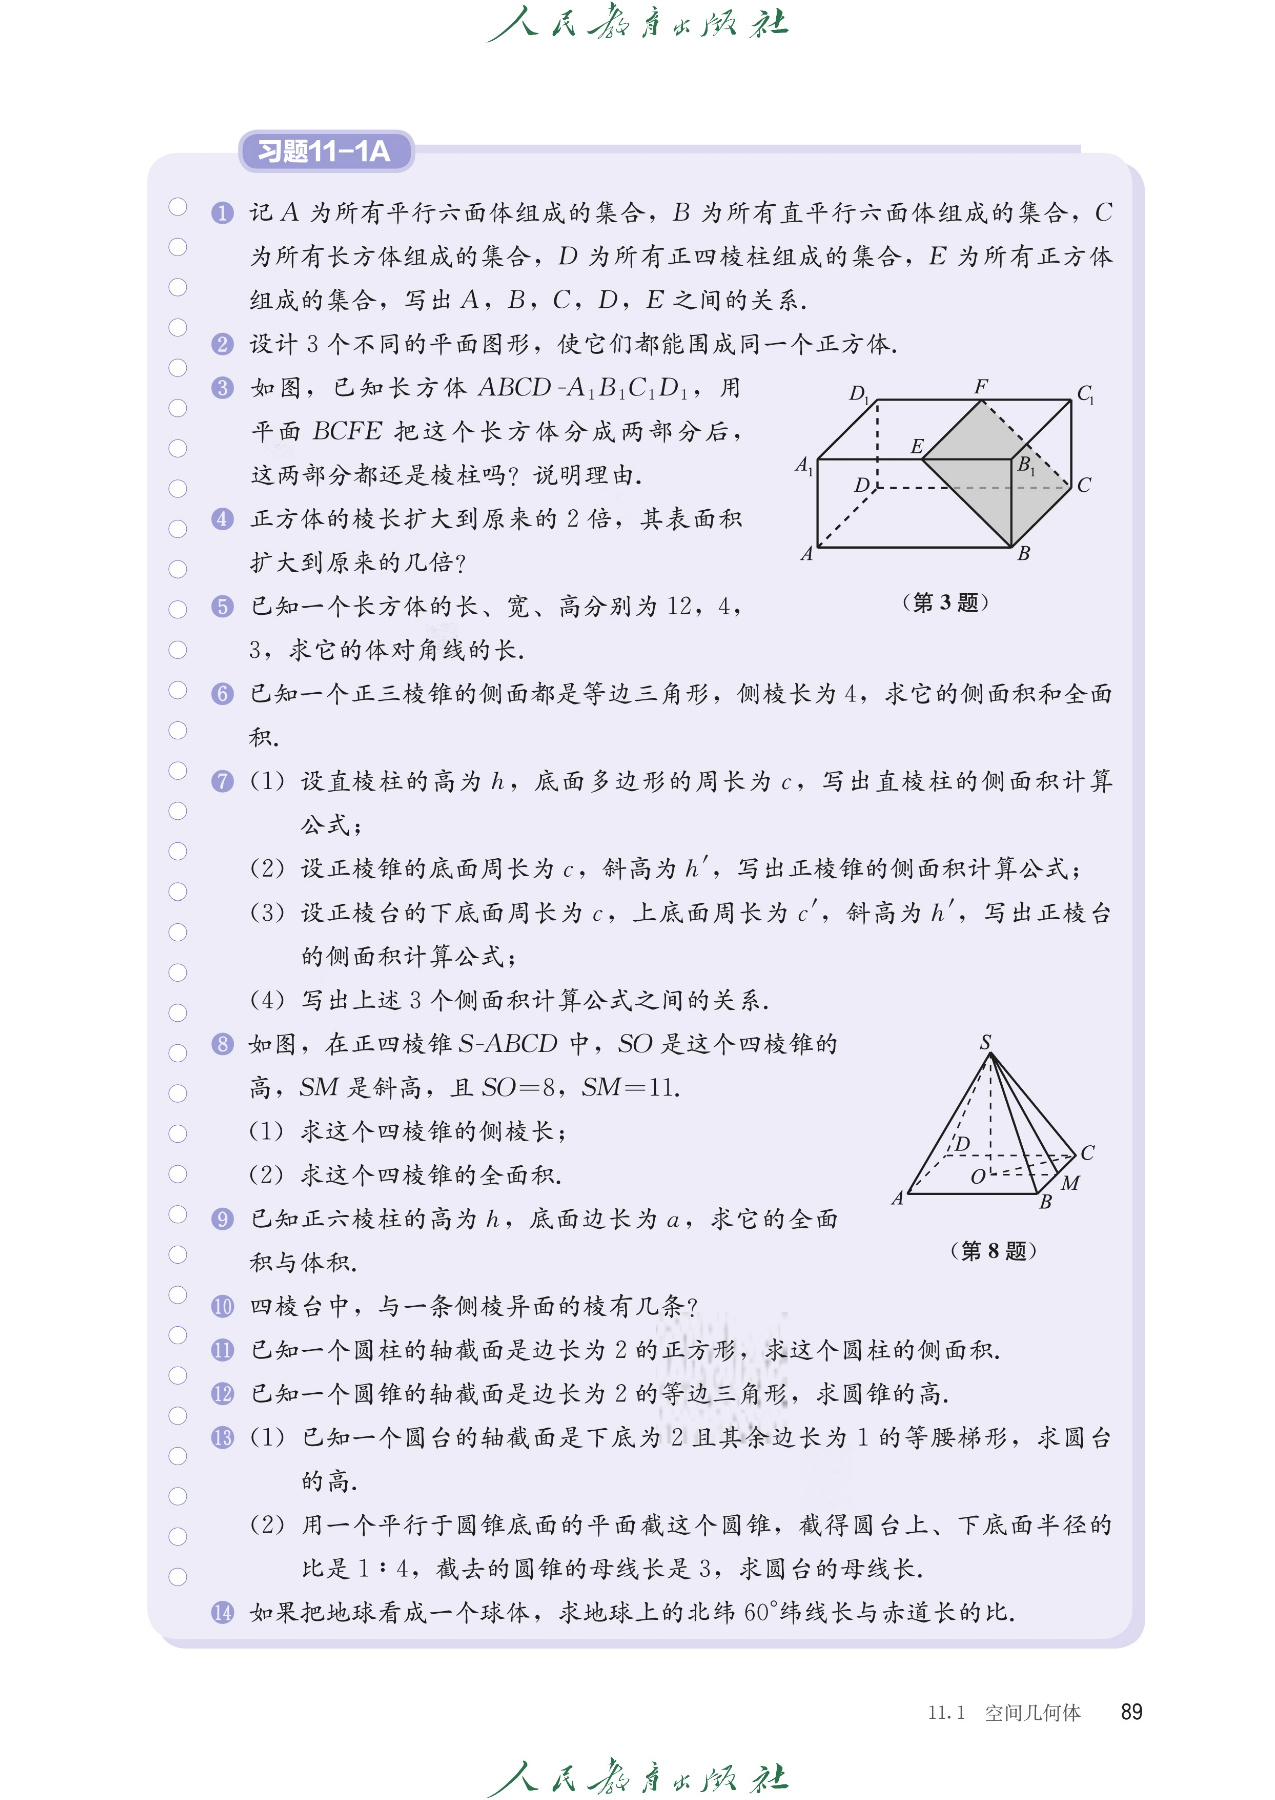 人民教育出版社
习题11-1A
❶ 记 A 为所有平行六面体组成的集合，B 为所有直平行六面体组成的集合，C
为所有长方体组成的集合，D 为所有正四棱柱组成的集合，E 为所有正方体
组成的集合，写出 A，B，C，D，E 之间的关系.
❷ 设计 3 个不同的平面图形，使它们都能围成同一个正方体.
❸ 如图，已知长方体 ABCD-A₁B₁C₁D₁，用
平面 BCFE 把这个长方体分成两部分后，
这两部分都还是棱柱吗？说明理由.
D₁ F C₁
E
A₁ B₁
D C
A B
（第 3 题）
❹ 正方体的棱长扩大到原来的 2 倍，其表面积
扩大到原来的几倍？
❺ 已知一个长方体的长、宽、高分别为 12，4，
3，求它的体对角线的长.
❻ 已知一个正三棱锥的侧面都是等边三角形，侧棱长为 4，求它的侧面积和全面
积.
❼（1）设直棱柱的高为 h，底面多边形的周长为 c，写出直棱柱的侧面积计算
公式；
（2）设正棱锥的底面周长为 c，斜高为 h′，写出正棱锥的侧面积计算公式；
（3）设正棱台的下底面周长为 c，上底面周长为 c′，斜高为 h′，写出正棱台
的侧面积计算公式；
（4）写出上述 3 个侧面积计算公式之间的关系.
❽ 如图，在正四棱锥 S-ABCD 中，SO 是这个四棱锥的
高，SM 是斜高，且 SO=8，SM=11.
（1）求这个四棱锥的侧棱长；
（2）求这个四棱锥的全面积.
S
D C
O M
A B
（第 8 题）
❾ 已知正六棱柱的高为 h，底面边长为 a，求它的全面
积与体积.
❿ 四棱台中，与一条侧棱异面的棱有几条？
⓫ 已知一个圆柱的轴截面是边长为 2 的正方形，求这个圆柱的侧面积.
⓬ 已知一个圆锥的轴截面是边长为 2 的等边三角形，求圆锥的高.
⓭（1）已知一个圆台的轴截面是下底为 2 且其余边长为 1 的等腰梯形，求圆台
的高.
（2）用一个平行于圆锥底面的平面截这个圆锥，截得圆台上、下底面半径的
比是 1∶4，截去的圆锥的母线长是 3，求圆台的母线长.
⓮ 如果把地球看成一个球体，求地球上的北纬 60°纬线长与赤道长的比.
11.1 空间几何体 89
人民教育出版社